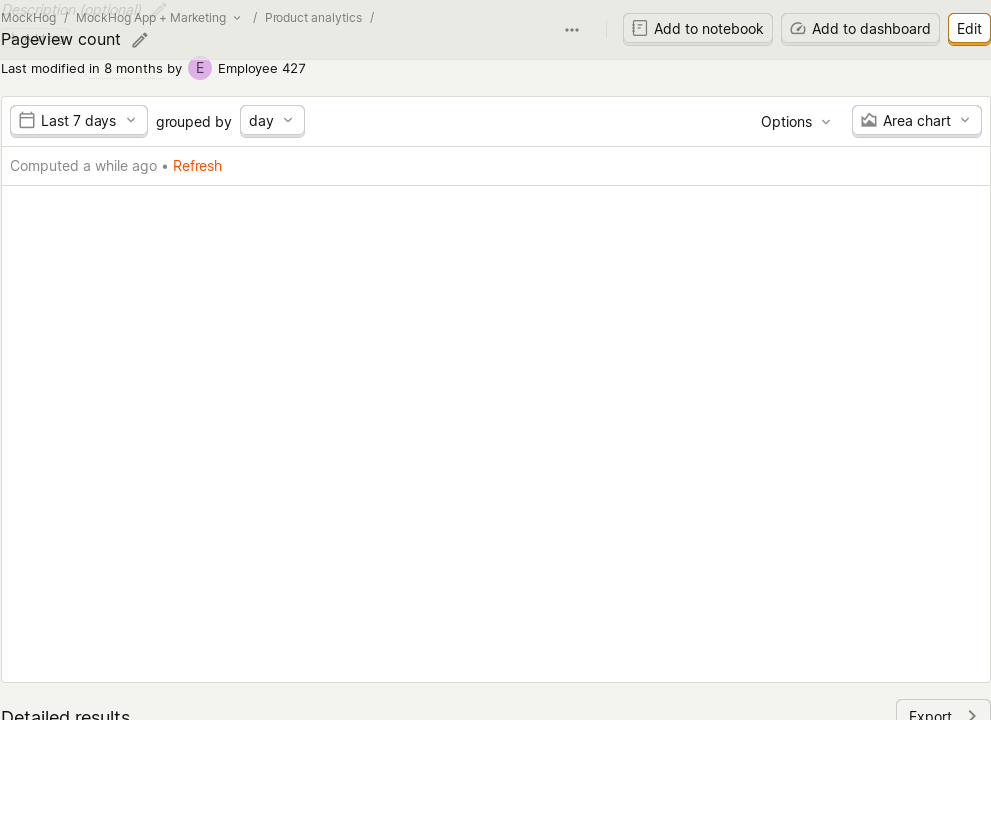 Description (optional)
MockHog / MockHog App + Marketing / Product analytics /
Pageview count
Add to notebook
Add to dashboard
Edit
Last modified in 8 months by E Employee 427
Last 7 days grouped by day
Options
Area chart
Computed a while ago • Refresh
Detailed results
Export